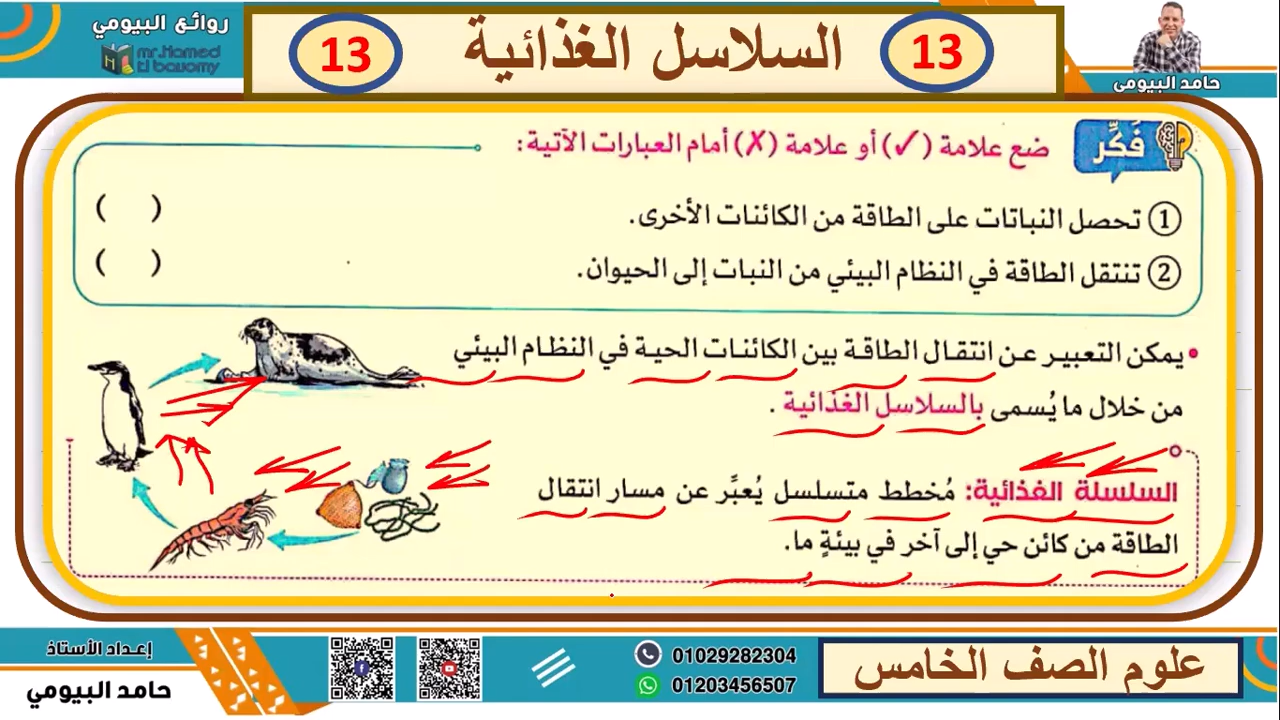 روائع البيومي
mr.Hamed
El bauomy
13
السلاسل الغذائية
13
حامد البيومى
فَكِّر
ضع علامة (✓) أو علامة (✗) أمام العبارات الآتية:
① تحصل النباتات على الطاقة من الكائنات الأخرى. ( )
② تنتقل الطاقة في النظام البيئي من النبات إلى الحيوان. ( )
• يمكن التعبير عن انتقال الطاقة بين الكائنات الحية في النظام البيئي
من خلال ما يُسمى بالسلاسل الغذائية .
السلسلة الغذائية: مُخطط متسلسل يُعبِّر عن مسار انتقال
الطاقة من كائن حي إلى آخر في بيئةٍ ما.
علوم الصف الخامس
01029282304
01203456507
إعداد الأستاذ
حامد البيومي